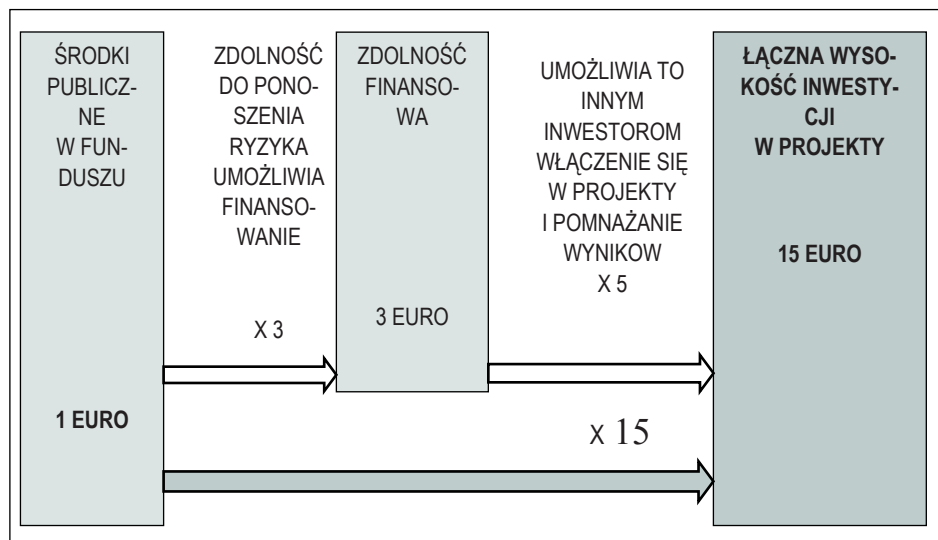 ŚRODKI
PUBLICZ-
NE
W FUN-
DUSZU
1 EURO
ZDOLNOŚĆ
DO PONO-
SZENIA
RYZYKA
UMOŻLIWIA
FINANSO-
WANIE
X 3
ZDOLNOŚĆ
FINANSO-
WA
3 EURO
UMOŻLIWIA TO
INNYM
INWESTOROM
WŁĄCZENIE SIĘ
W PROJEKTY
I POMNAŻANIE
WYNIKOW
X 5
X 15
ŁĄCZNA WYSO-
KOŚĆ INWESTY-
CJI
W PROJEKTY
15 EURO